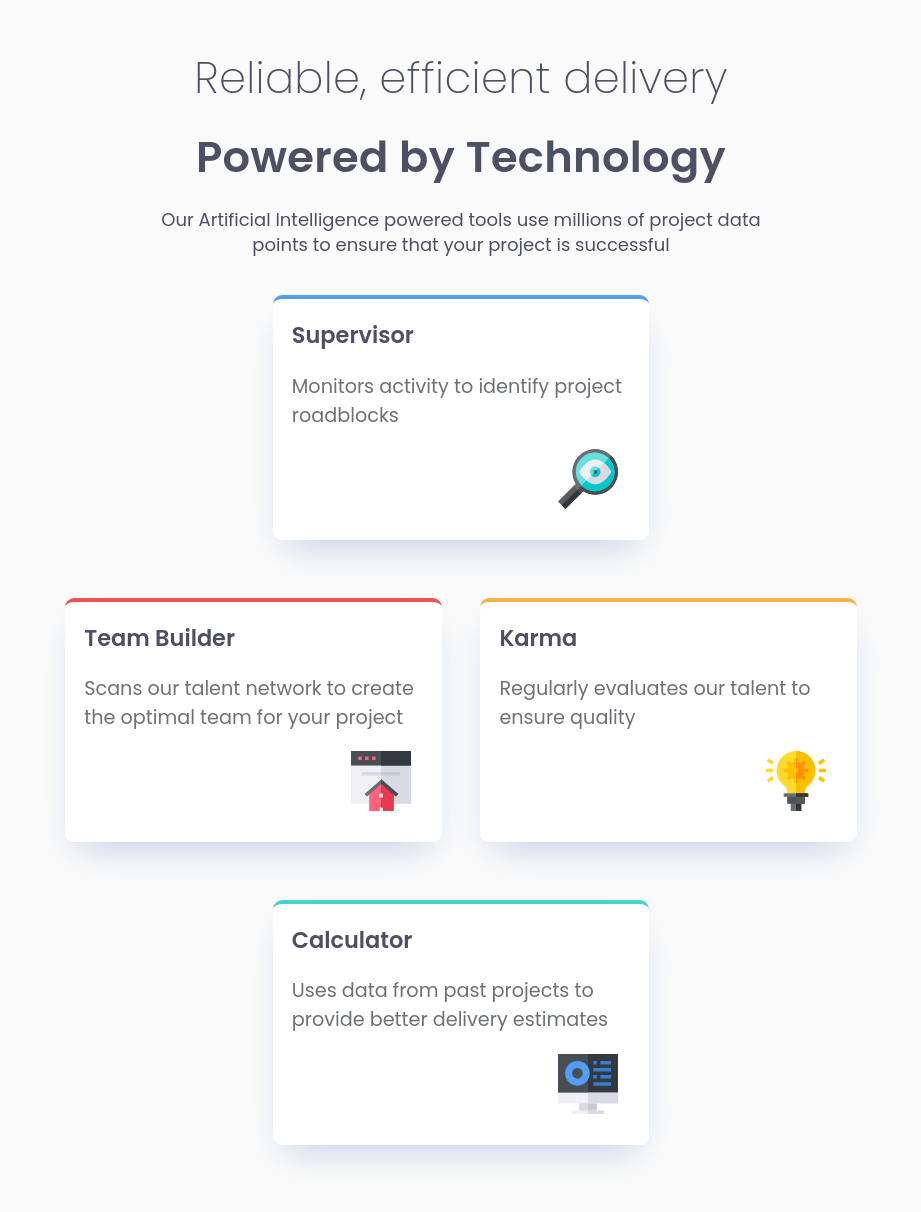 Reliable, efficient delivery
Powered by Technology
Our Artificial Intelligence powered tools use millions of project data
points to ensure that your project is successful
Supervisor
Monitors activity to identify project
roadblocks
Team Builder
Scans our talent network to create
the optimal team for your project
Karma
Regularly evaluates our talent to
ensure quality
Calculator
Uses data from past projects to
provide better delivery estimates